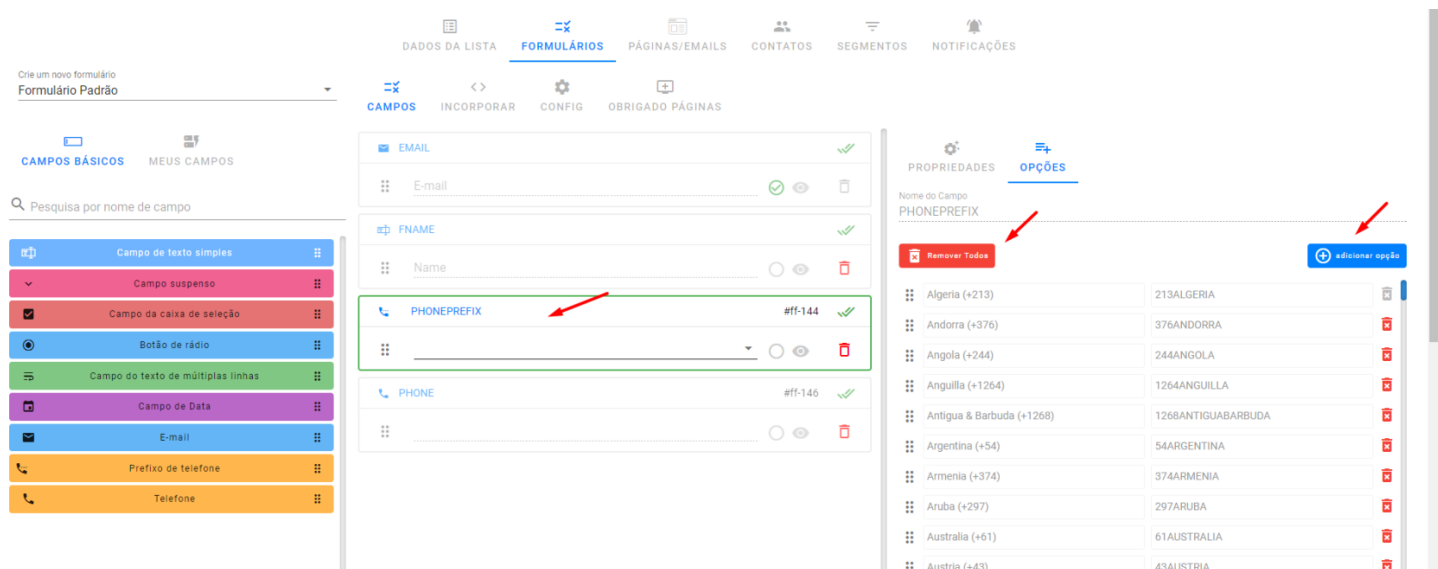 DADOS DA LISTA
FORMULÁRIOS
PÁGINAS/EMAILS
CONTATOS
SEGMENTOS
NOTIFICAÇÕES
Crie um novo formulário
Formulário Padrão
CAMPOS
INCORPORAR
CONFIG
OBRIGADO PÁGINAS
CAMPOS BÁSICOS
MEUS CAMPOS
Pesquisa por nome de campo
Campo de texto simples
Campo suspenso
Campo da caixa de seleção
Botão de rádio
Campo do texto de múltiplas linhas
Campo de Data
E-mail
Prefixo de telefone
Telefone
EMAIL
E-mail
FNAME
Name
PHONEPREFIX #ff-144
PHONE #ff-146
PROPRIEDADES
OPÇÕES
Nome do Campo
PHONEPREFIX
Remover Todos
adicionar opção
Algeria (+213) 213ALGERIA
Andorra (+376) 376ANDORRA
Angola (+244) 244ANGOLA
Anguilla (+1264) 1264ANGUILLA
Antigua & Barbuda (+1268) 1268ANTIGUABARBUDA
Argentina (+54) 54ARGENTINA
Armenia (+374) 374ARMENIA
Aruba (+297) 297ARUBA
Australia (+61) 61AUSTRALIA
Austria (+43) 43AUSTRIA